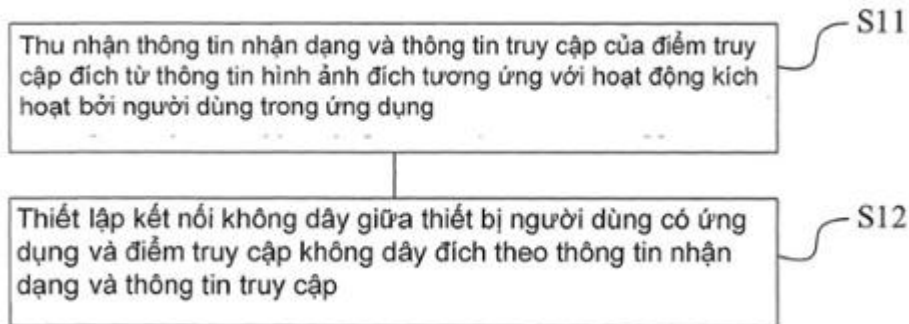 S11
Thu nhận thông tin nhận dạng và thông tin truy cập của điểm truy
cập đích từ thông tin hình ảnh đích tương ứng với hoạt động kích
hoạt bởi người dùng trong ứng dụng
S12
Thiết lập kết nối không dây giữa thiết bị người dùng có ứng
dụng và điểm truy cập không dây đích theo thông tin nhận
dạng và thông tin truy cập